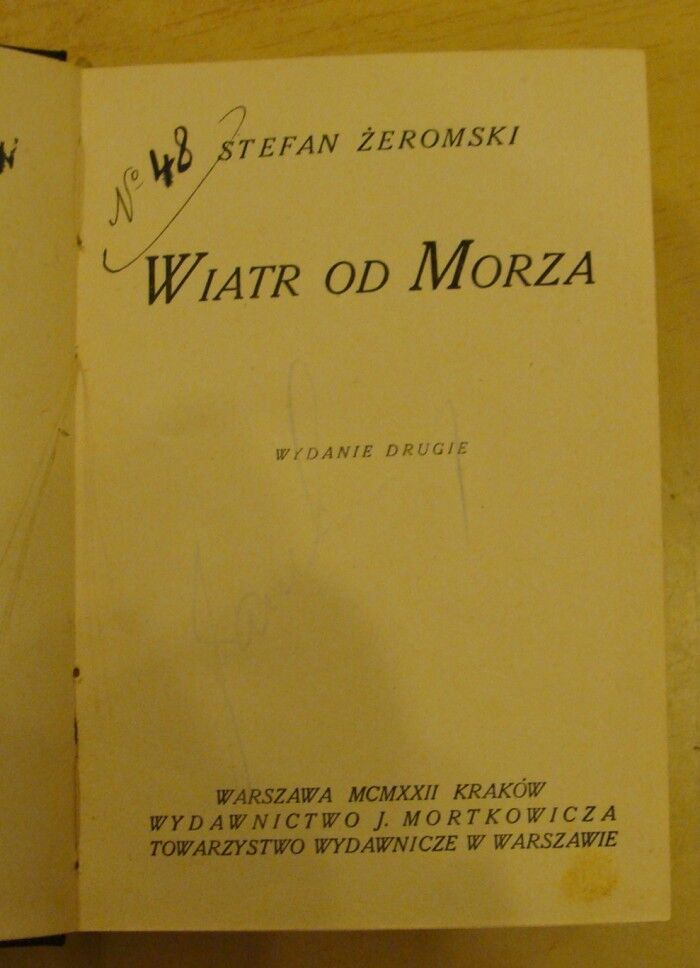 Nº 48
STEFAN ŻEROMSKI
WIATR OD MORZA
WYDANIE DRUGIE
WARSZAWA MCMXXII KRAKÓW
WYDAWNICTWO J. MORTKOWICZA
TOWARZYSTWO WYDAWNICZE W WARSZAWIE